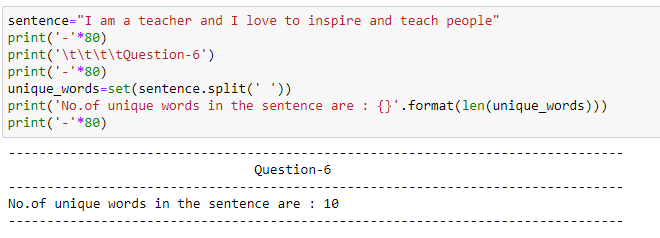 sentence="I am a teacher and I love to inspire and teach people"
print('-'*80)
print('\t\t\t\tQuestion-6')
print('-'*80)
unique_words=set(sentence.split(' '))
print('No.of unique words in the sentence are : {}'.format(len(unique_words)))
print('-'*80)
--------------------------------------------------------------------------------
Question-6
--------------------------------------------------------------------------------
No.of unique words in the sentence are : 10
--------------------------------------------------------------------------------